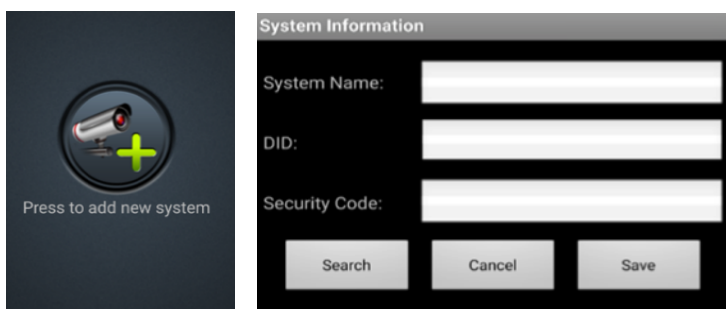 Press to add new system
System Information
System Name:
DID:
Security Code:
Search
Cancel
Save